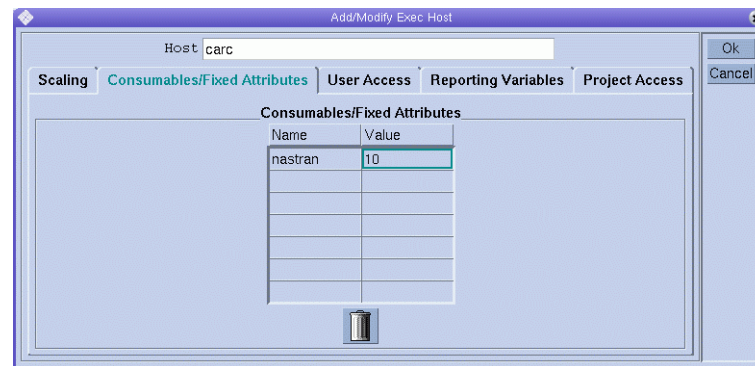 Add/Modify Exec Host
Host carc
Ok
Cancel
Scaling Consumables/Fixed Attributes User Access Reporting Variables Project Access
Consumables/Fixed Attributes
Name Value
nastran 10